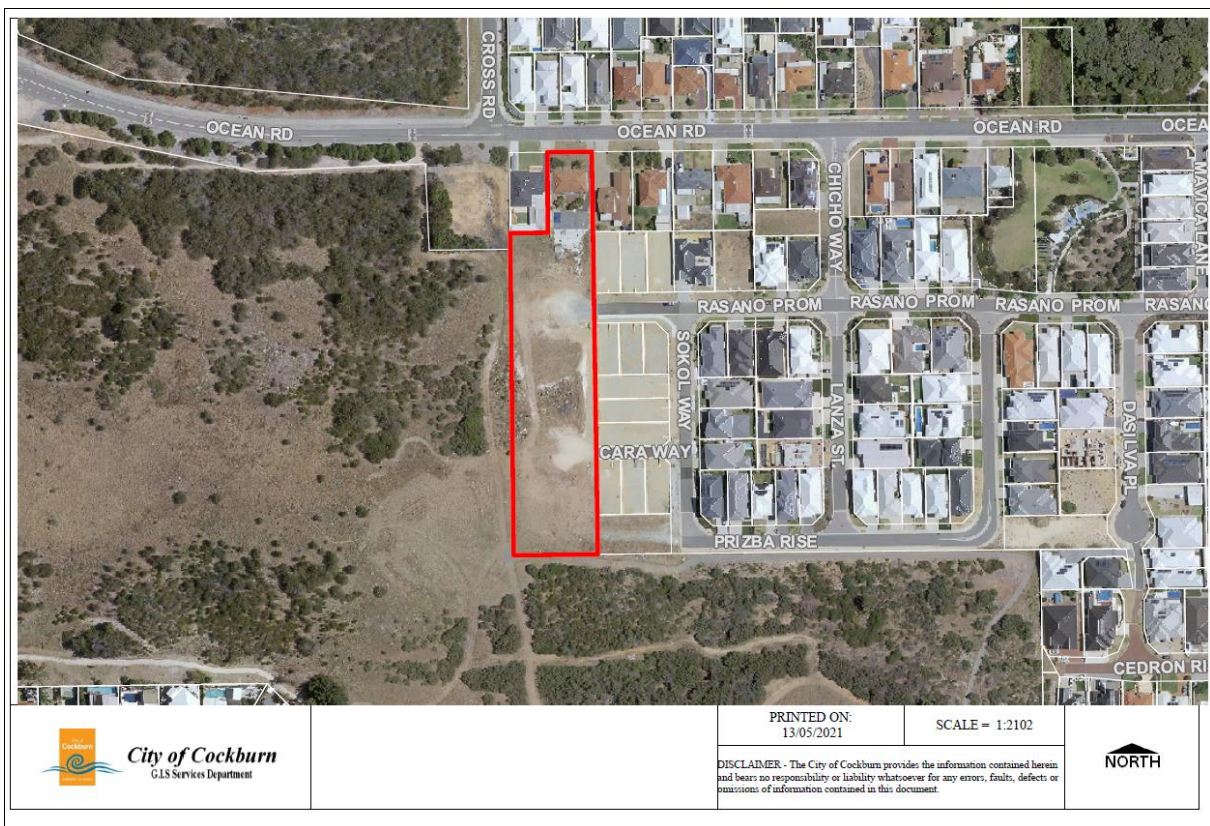 CROSS RD
OCEAN RD
OCEAN RD
OCEAN RD
OCEA
CHICHO WAY
MAVICA LANE
RASANO PROM
RASANO PROM
RASANO PROM
RASANO
SOKOL WAY
LANZA ST
DASILVA PL
CARA WAY
PRIZBA RISE
CEDRON RI
City of
Cockburn
City of Cockburn
G.I.S Services Department
PRINTED ON:
13/05/2021
SCALE = 1:2102
DISCLAIMER - The City of Cockburn provides the information contained herein
and bears no responsibility or liability whatsoever for any errors, faults, defects or
omissions of information contained in this document.
NORTH